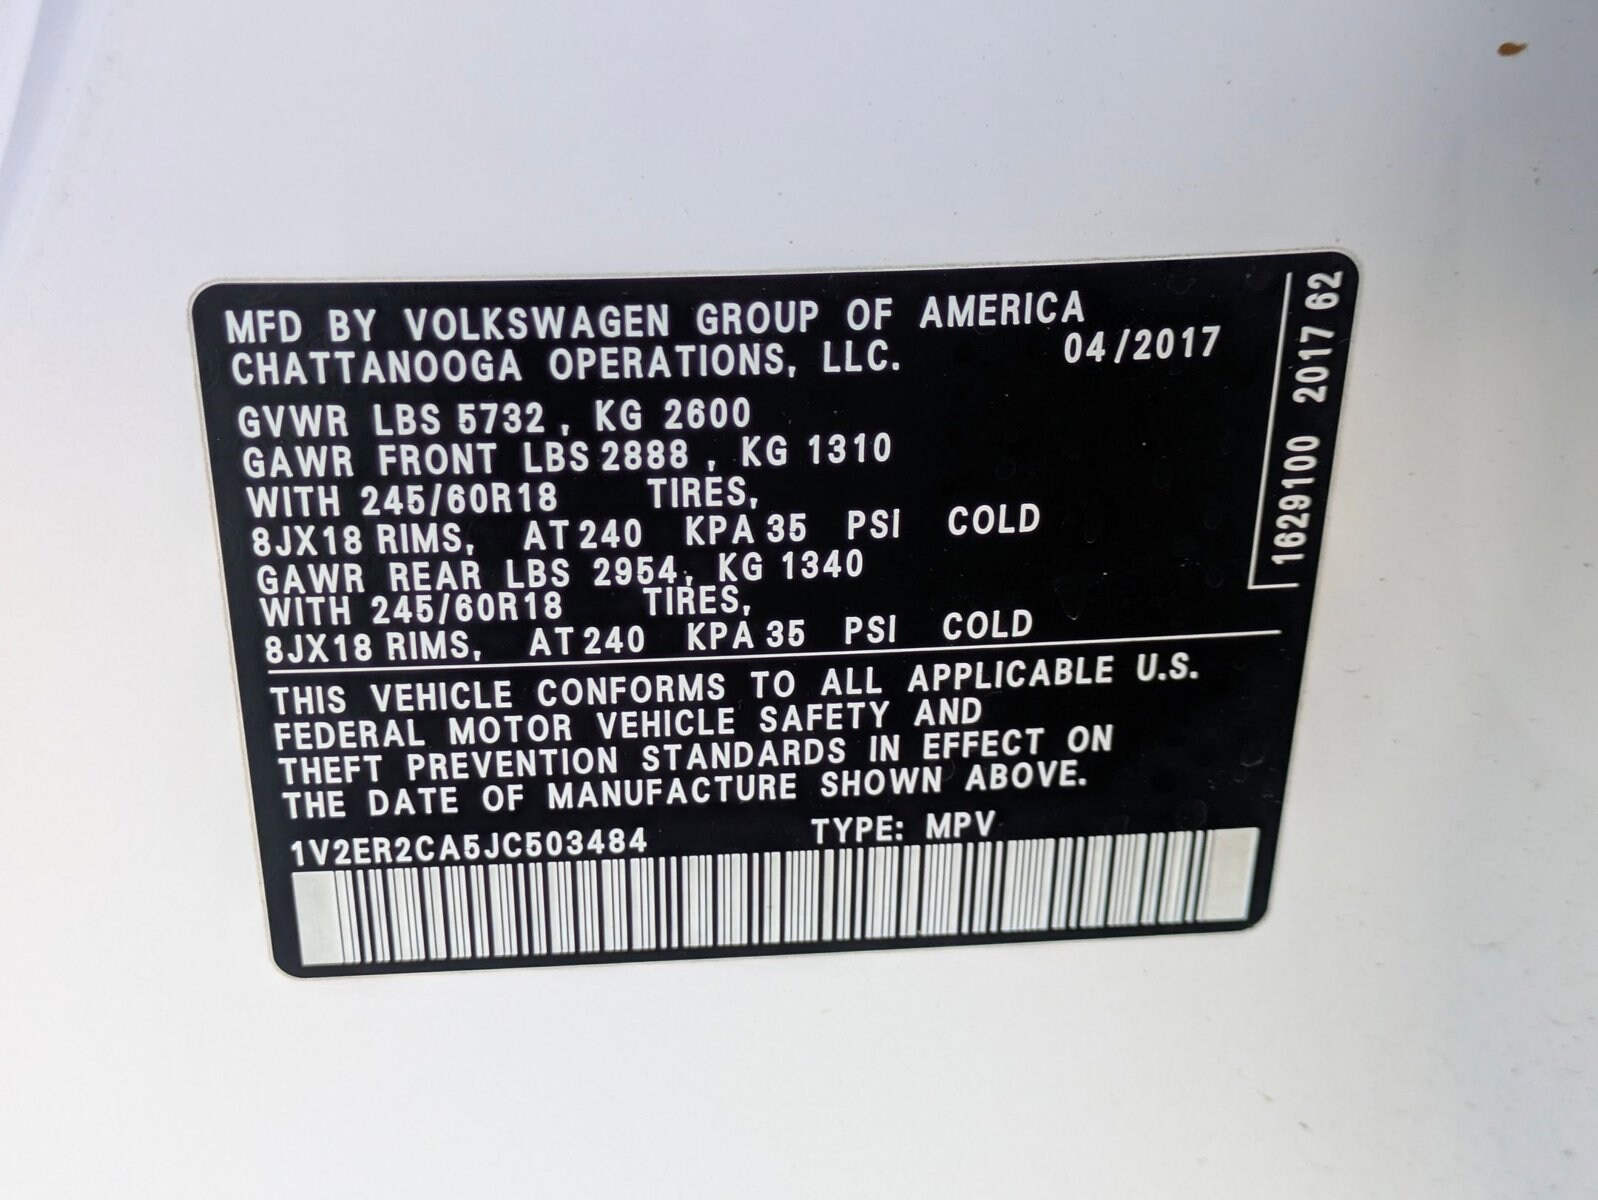 MFD BY VOLKSWAGEN GROUP OF AMERICA
CHATTANOOGA OPERATIONS, LLC. 04/2017
GVWR LBS 5732 , KG 2600
GAWR FRONT LBS 2888 , KG 1310
WITH 245/60R18 TIRES,
8JX18 RIMS, AT 240 KPA 35 PSI COLD
GAWR REAR LBS 2954, KG 1340
WITH 245/60R18 TIRES,
8JX18 RIMS, AT 240 KPA 35 PSI COLD
THIS VEHICLE CONFORMS TO ALL APPLICABLE U.S.
FEDERAL MOTOR VEHICLE SAFETY AND
THEFT PREVENTION STANDARDS IN EFFECT ON
THE DATE OF MANUFACTURE SHOWN ABOVE.
1V2ER2CA5JC503484 TYPE: MPV
1629100 2017 62